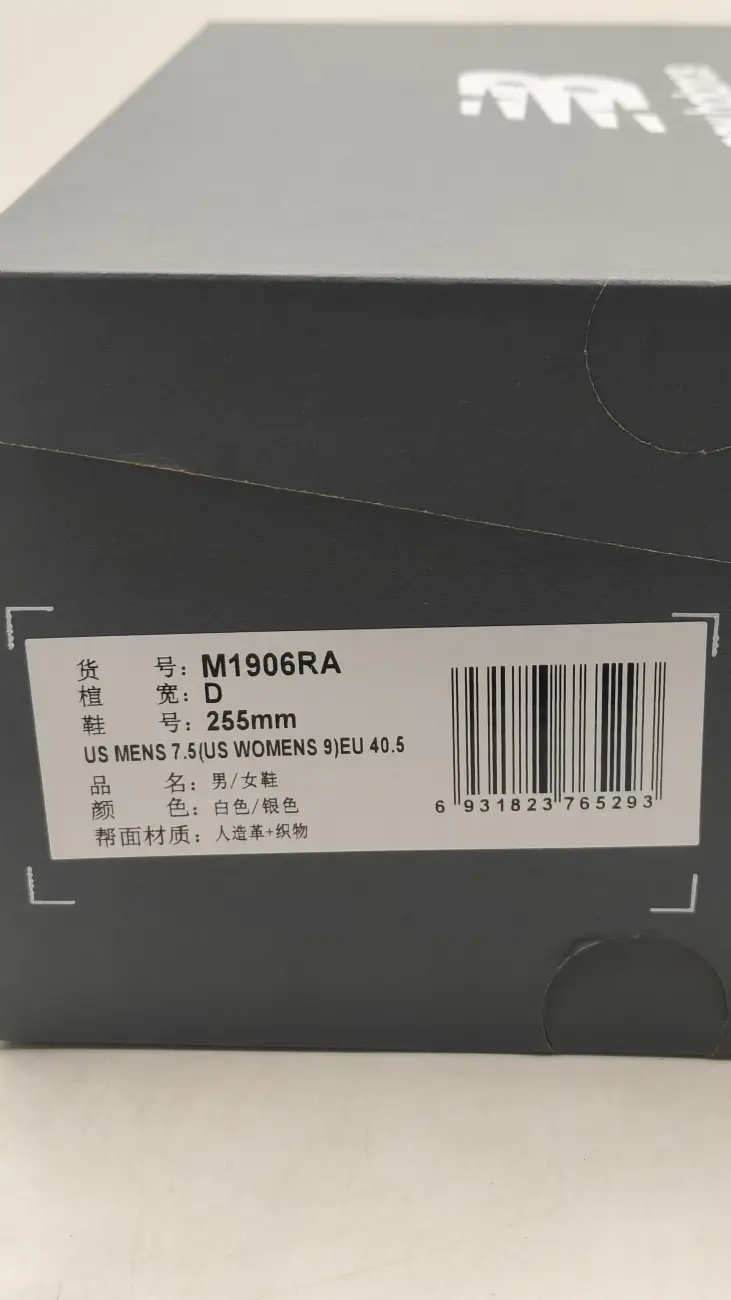 货 号：M1906RA
楦 宽：D
鞋 号：255mm
US MENS 7.5(US WOMENS 9)EU 40.5
品 名：男/女鞋
颜 色：白色/银色
帮面材质：人造革+织物
6 931823 765293